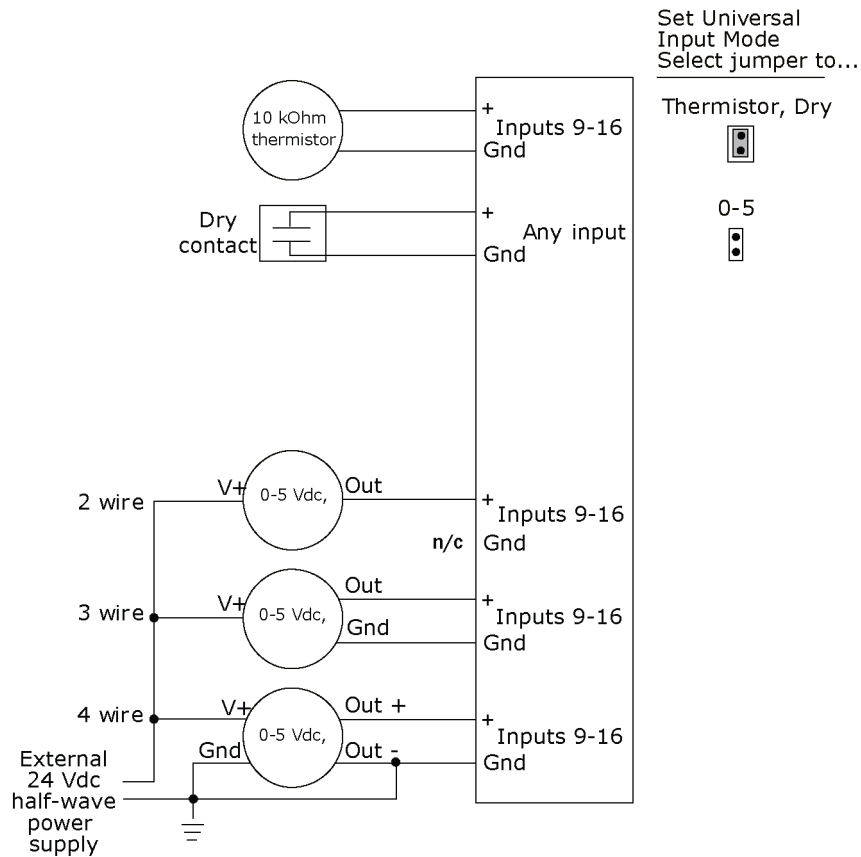 Set Universal
Input Mode
Select jumper to...
Thermistor, Dry
0-5
10 kOhm
thermistor
+
Inputs 9-16
Gnd
Dry
contact
+
Any input
Gnd
2 wire
V+
0-5 Vdc,
Out
+
Inputs 9-16
n/c
Gnd
3 wire
V+
0-5 Vdc,
Out
Gnd
+
Inputs 9-16
Gnd
4 wire
V+
Gnd
0-5 Vdc,
Out +
Out -
+
Inputs 9-16
Gnd
External
24 Vdc
half-wave
power
supply